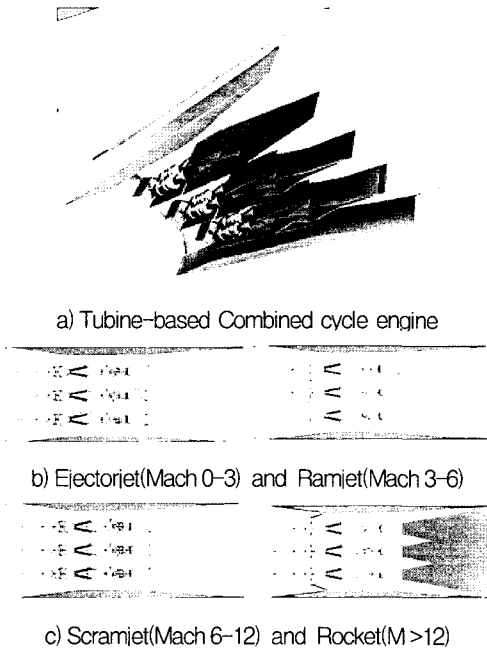 a) Tubine-based Combined cycle engine
b) Ejectorjet(Mach 0-3) and Ramjet(Mach 3-6)
c) Scramjet(Mach 6-12) and Rocket(M >12)